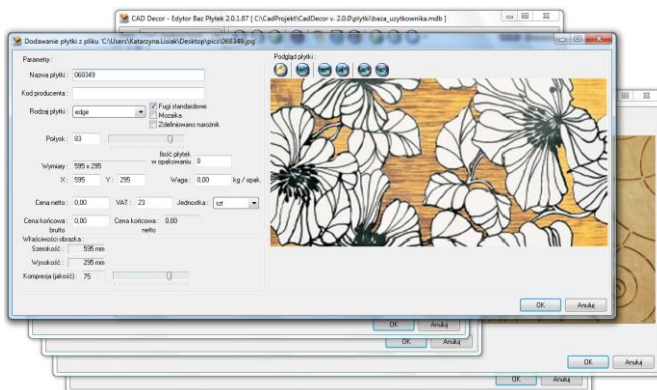 CAD Decor - Edytor Baz Płytek 2.0.1.87 [ C:\CadProjekt\CadDecor v. 2.0.0\plytki\baza_uzytkownika.mdb ]
Dodawanie płytki z pliku 'C:\Users\Katarzyna.Lisiak\Desktop\pics\068349.jpg'
Parametry :
Podgląd płytki :
Nazwa płytki : 068349
Kod producenta :
Rodzaj płytki : edge
Fugi standardowe
Mozaika
Zdefiniowano narożnik
Połysk : 83
Ilość płytek
w opakowaniu 0
Wymiary : 595 x 295
X : 595 Y : 295 Waga : 0,00 kg / opak.
Cena netto : 0,00 VAT : 23 Jednostka : szt
Cena końcowa : 0,00 Cena końcowa : 0,00
brutto netto
Właściwości obrazka :
Szerokość : 595 mm
Wysokość : 295 mm
Kompresja (jakość) : 75
OK Anuluj
OK Anuluj
OK Anuluj
OK Anuluj
OK Anuluj